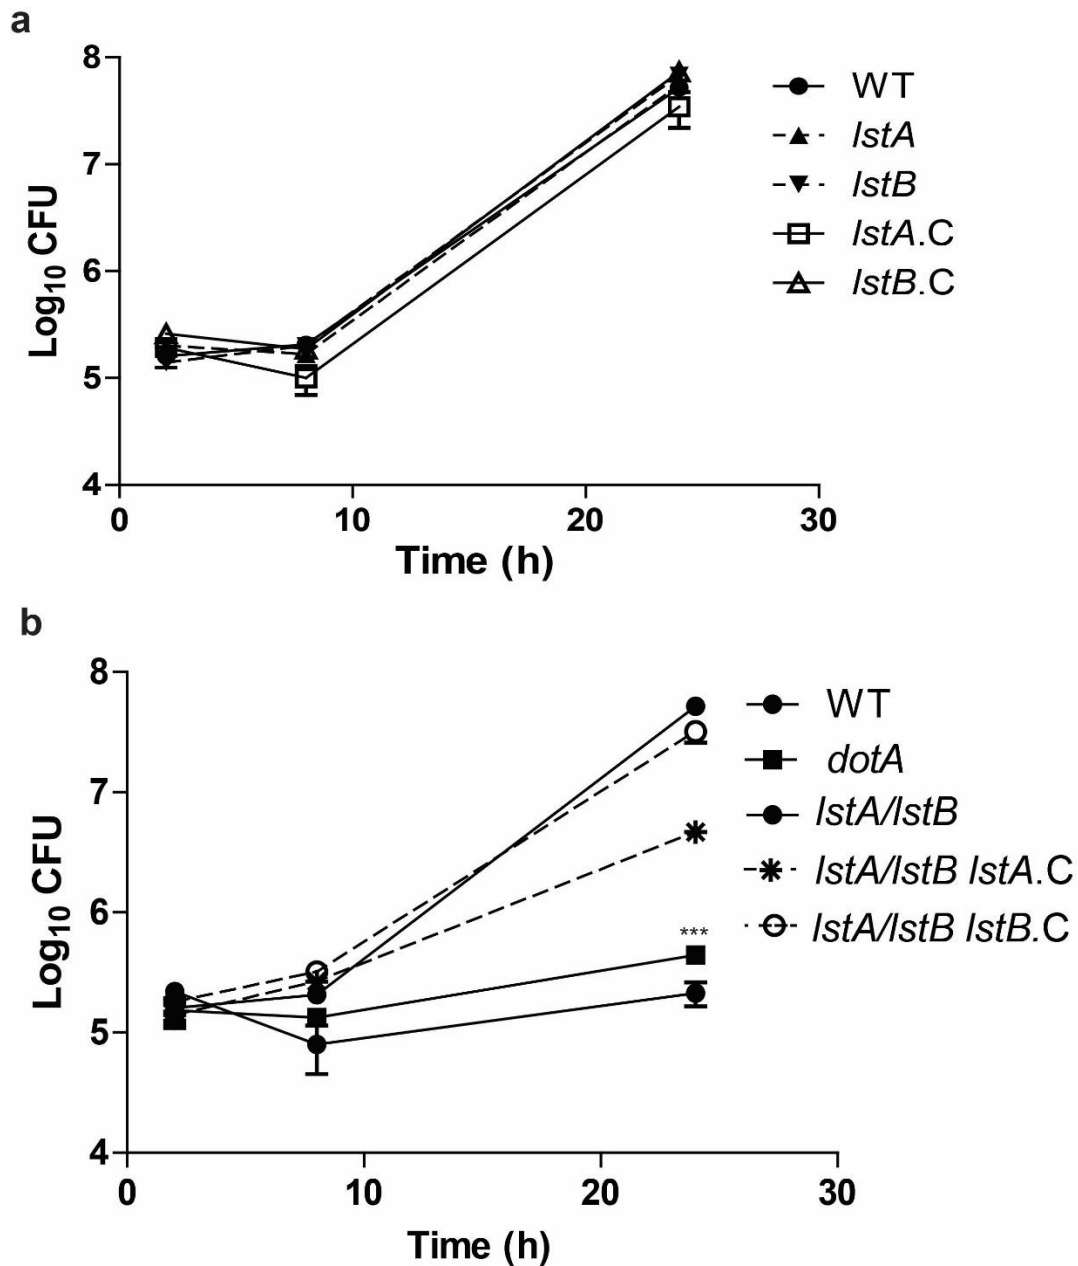 a
8
7
6
5
4
Log10 CFU
0 10 20 30
Time (h)
WT
lstA
lstB
lstA.C
lstB.C
b
8
7
6
5
4
Log10 CFU
0 10 20 30
Time (h)
***
WT
dotA
lstA/lstB
lstA/lstB lstA.C
lstA/lstB lstB.C